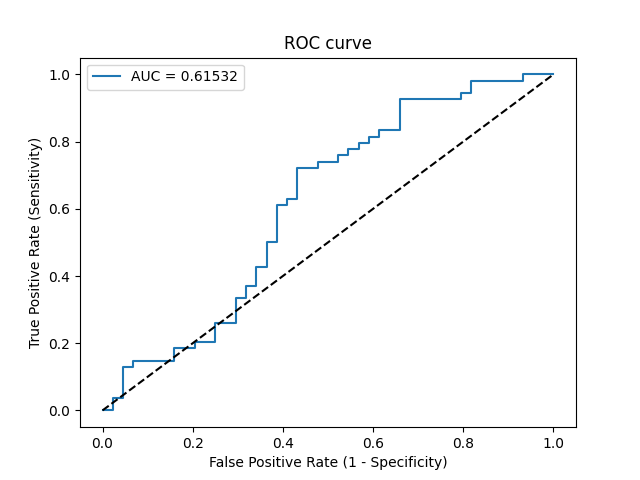 ROC curve
AUC = 0.61532
True Positive Rate (Sensitivity)
1.0
0.8
0.6
0.4
0.2
0.0
0.0 0.2 0.4 0.6 0.8 1.0
False Positive Rate (1 - Specificity)